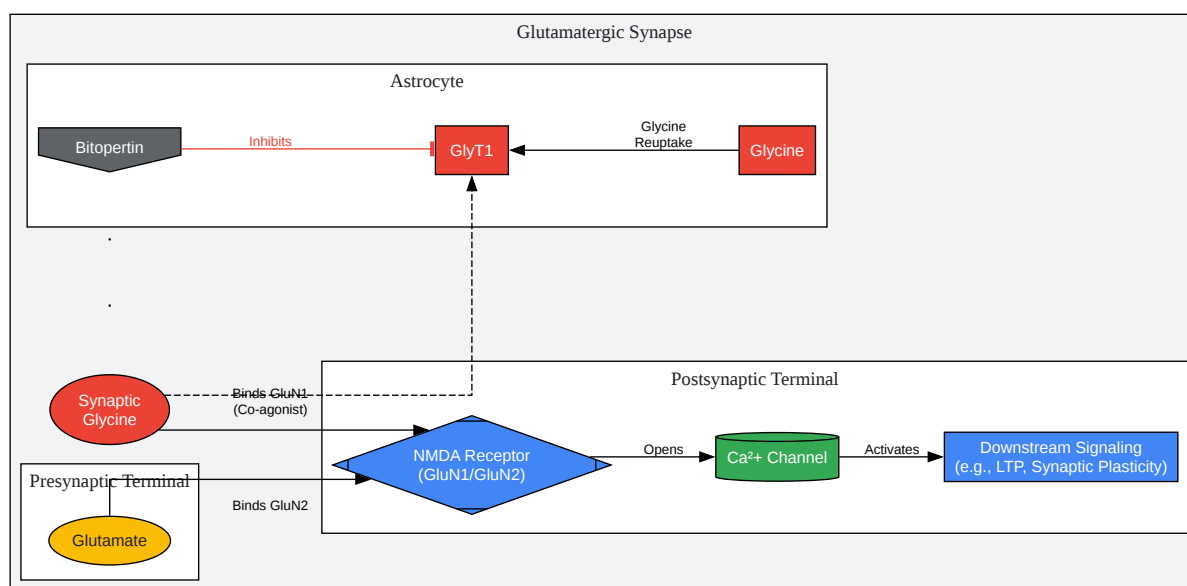 Glutamatergic Synapse
Astrocyte
Bitopertin
Inhibits
GlyT1
Glycine
Reuptake
Glycine
Synaptic
Glycine
Binds GluN1
(Co-agonist)
Postsynaptic Terminal
NMDA Receptor
(GluN1/GluN2)
Opens
Ca²+ Channel
Activates
Downstream Signaling
(e.g., LTP, Synaptic Plasticity)
Presynaptic Terminal
Binds GluN2
Glutamate